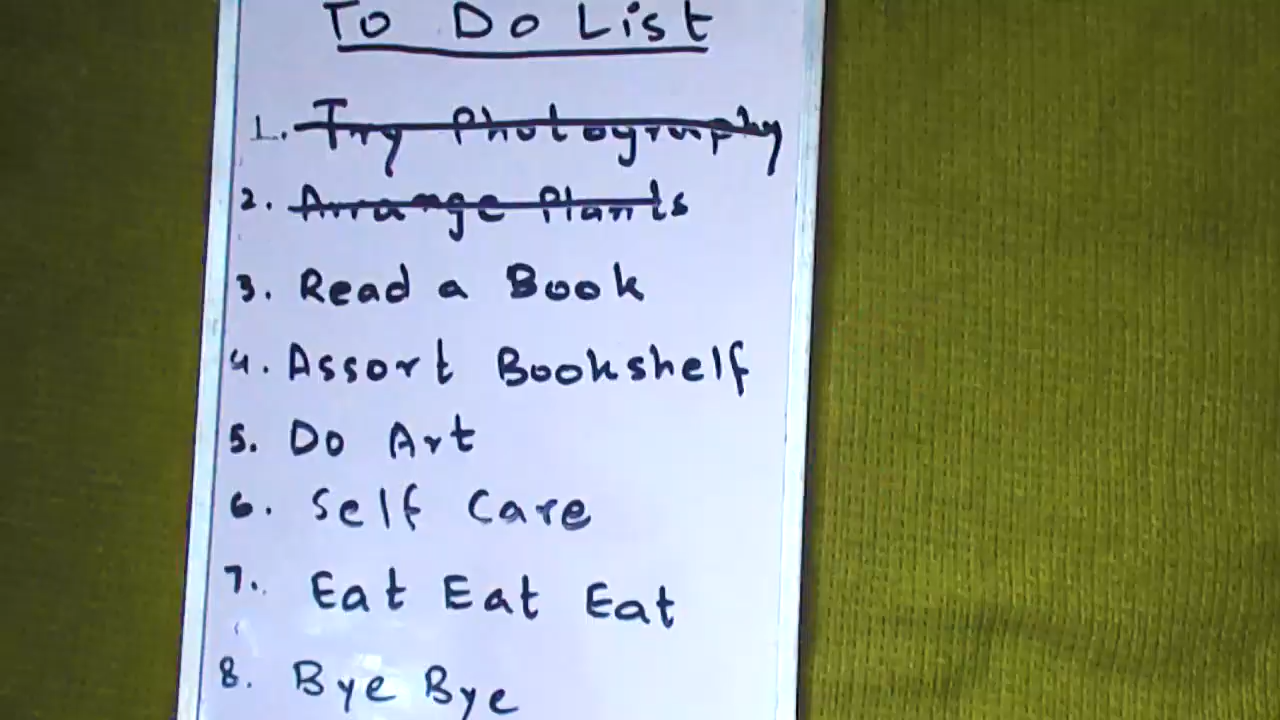 To Do List
1. Try Photography
2. Arrange Plants
3. Read a Book
4. Assort Bookshelf
5. Do Art
6. Self Care
7. Eat Eat Eat
8. Bye Bye